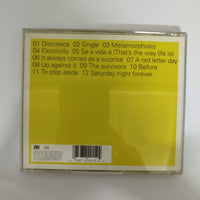 01 Discoteca  02 Single  03 Metamorphosis
04 Electricity  05 Se a vida é (That's the way life is)
06 It always comes as a surprise  07 A red letter day
08 Up against it  09 The survivors  10 Before
11 To step aside  12 Saturday night forever